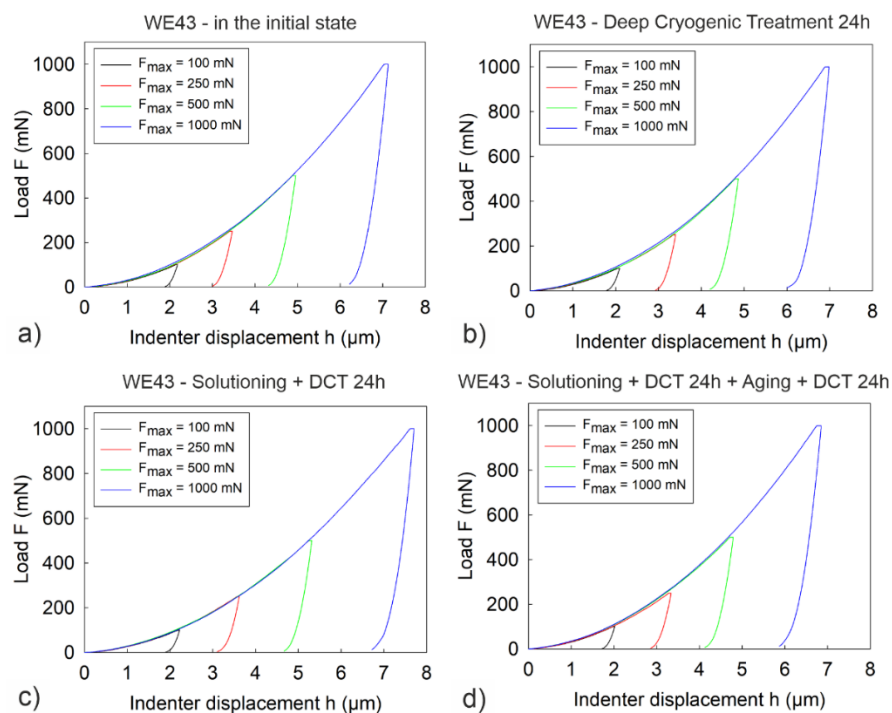 WE43 - in the initial state
Fmax = 100 mN
Fmax = 250 mN
Fmax = 500 mN
Fmax = 1000 mN
1000
800
600
400
200
0
Load F (mN)
0 1 2 3 4 5 6 7 8
Indenter displacement h (µm)
a)
WE43 - Deep Cryogenic Treatment 24h
Fmax = 100 mN
Fmax = 250 mN
Fmax = 500 mN
Fmax = 1000 mN
1000
800
600
400
200
0
Load F (mN)
0 1 2 3 4 5 6 7 8
Indenter displacement h (µm)
b)
WE43 - Solutioning + DCT 24h
Fmax = 100 mN
Fmax = 250 mN
Fmax = 500 mN
Fmax = 1000 mN
1000
800
600
400
200
0
Load F (mN)
0 1 2 3 4 5 6 7 8
Indenter displacement h (µm)
c)
WE43 - Solutioning + DCT 24h + Aging + DCT 24h
Fmax = 100 mN
Fmax = 250 mN
Fmax = 500 mN
Fmax = 1000 mN
1000
800
600
400
200
0
Load F (mN)
0 1 2 3 4 5 6 7 8
Indenter displacement h (µm)
d)